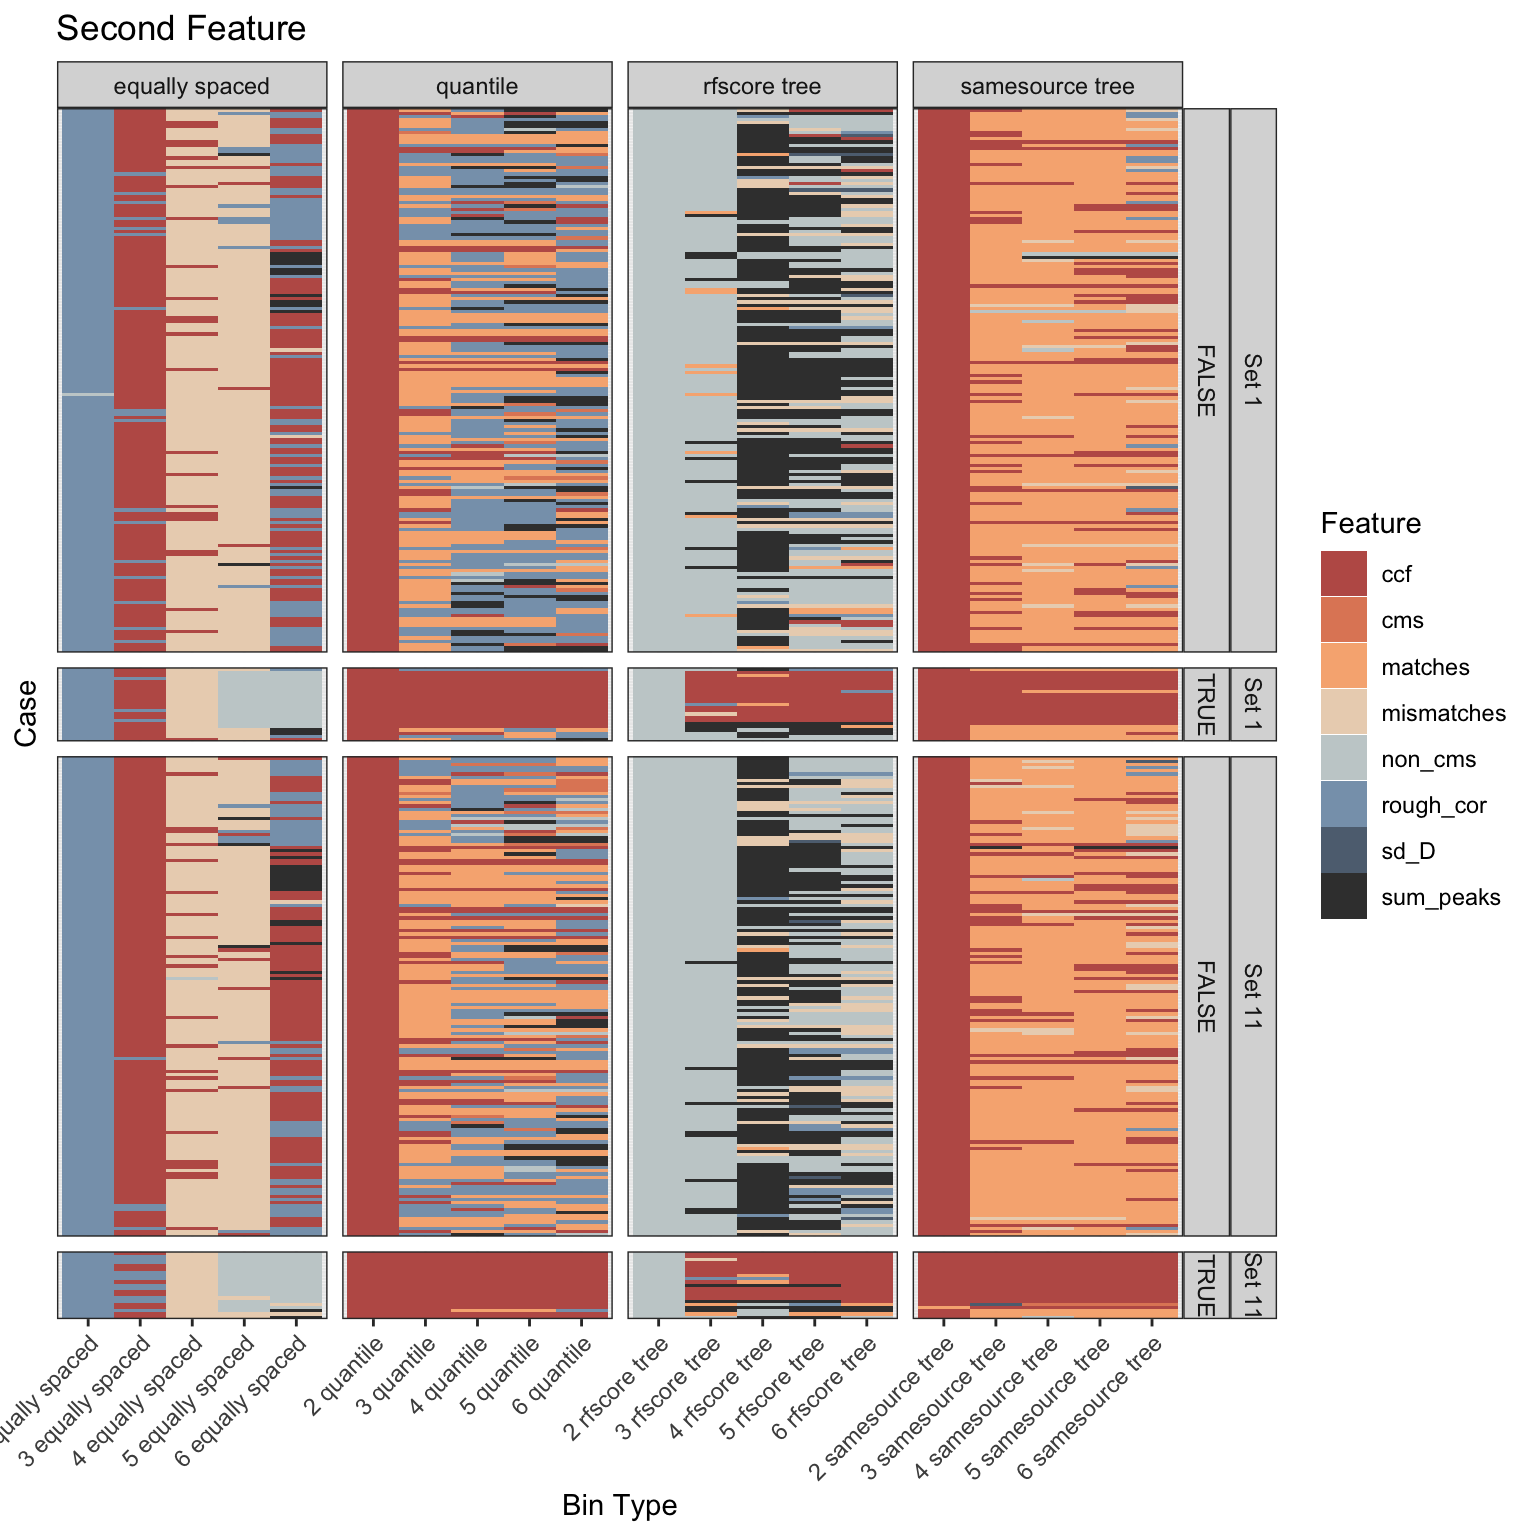 Second Feature
equally spaced
quantile
rfscore tree
samesource tree
FALSE
Set 1
TRUE
Set 1
FALSE
Set 11
TRUE
Set 11
Case
Feature
ccf
cms
matches
mismatches
non_cms
rough_cor
sd_D
sum_peaks
qually spaced
3 equally spaced
4 equally spaced
5 equally spaced
6 equally spaced
2 quantile
3 quantile
4 quantile
5 quantile
6 quantile
2 rfscore tree
3 rfscore tree
4 rfscore tree
5 rfscore tree
6 rfscore tree
2 samesource tree
3 samesource tree
4 samesource tree
5 samesource tree
6 samesource tree
Bin Type